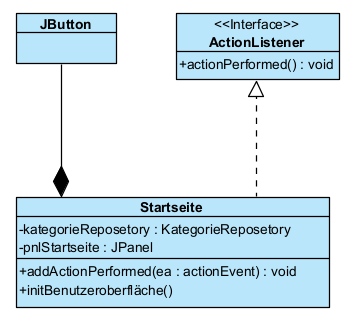 JButton
<<Interface>>
ActionListener
+actionPerformed() : void
Startseite
-kategorieReposetory : KategorieReposetory
-pnlStartseite : JPanel
+addActionPerformed(ea : actionEvent) : void
+initBenutzeroberfläche()